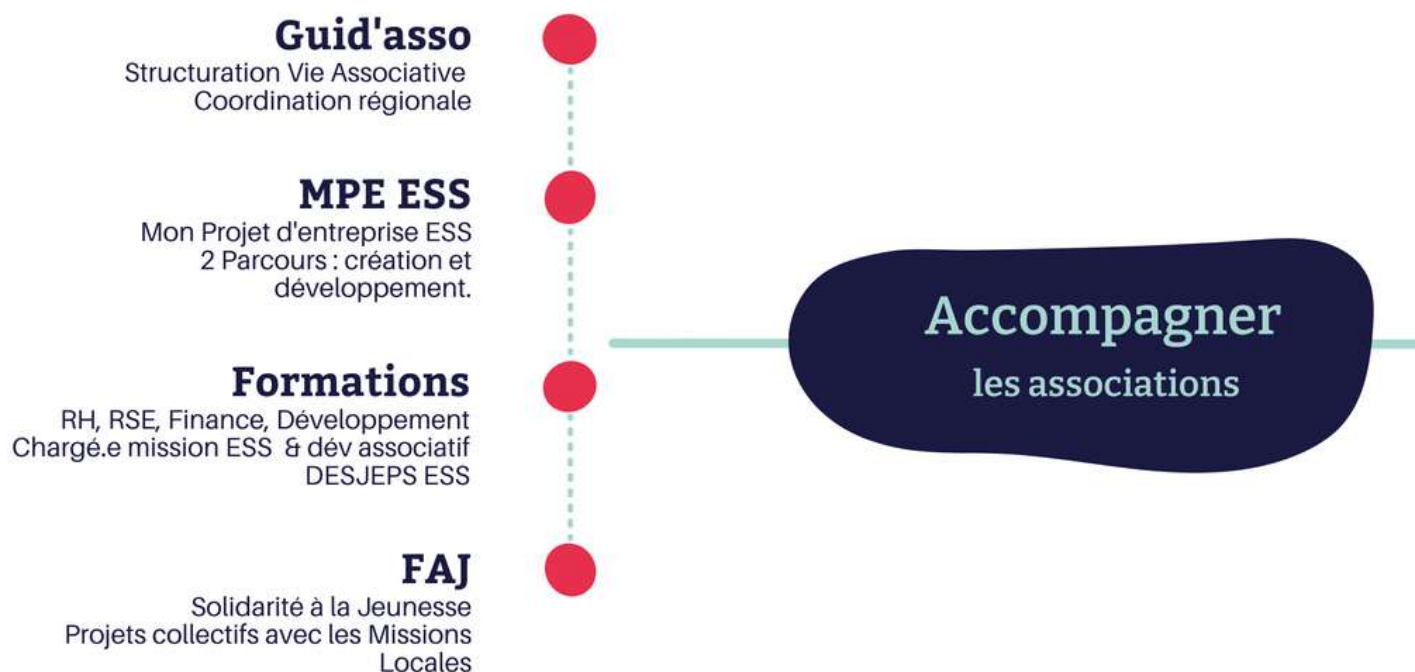 Guid'asso
Structuration Vie Associative
Coordination régionale
MPE ESS
Mon Projet d'entreprise ESS
2 Parcours : création et
développement.
Formations
RH, RSE, Finance, Développement
Chargé.e mission ESS & dév associatif
DESJEPS ESS
FAJ
Solidarité à la Jeunesse
Projets collectifs avec les Missions
Locales
Accompagner
les associations